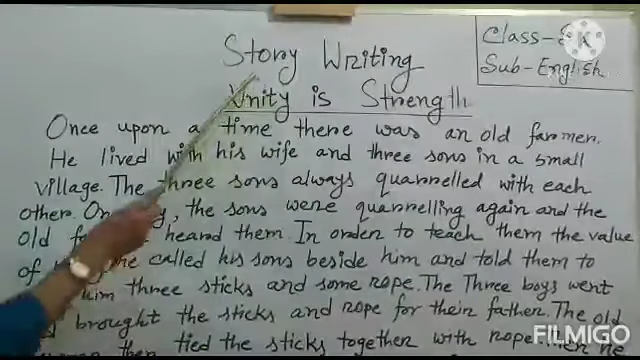 Story Writing
Class-
Sub-English
Unity is Strength
Once upon a time there was an old farmer.
He lived with his wife and three sons in a small
village. The three sons always quarrelled with each
other. On, the sons were quarrelling again and the
old heard them. In order to teach them the value
of he called his sons beside him and told them to
him three sticks and some rope. The Three boys went
brought the sticks and rope for their father. The old
tied the sticks together with rope. he
K
FILMIGO